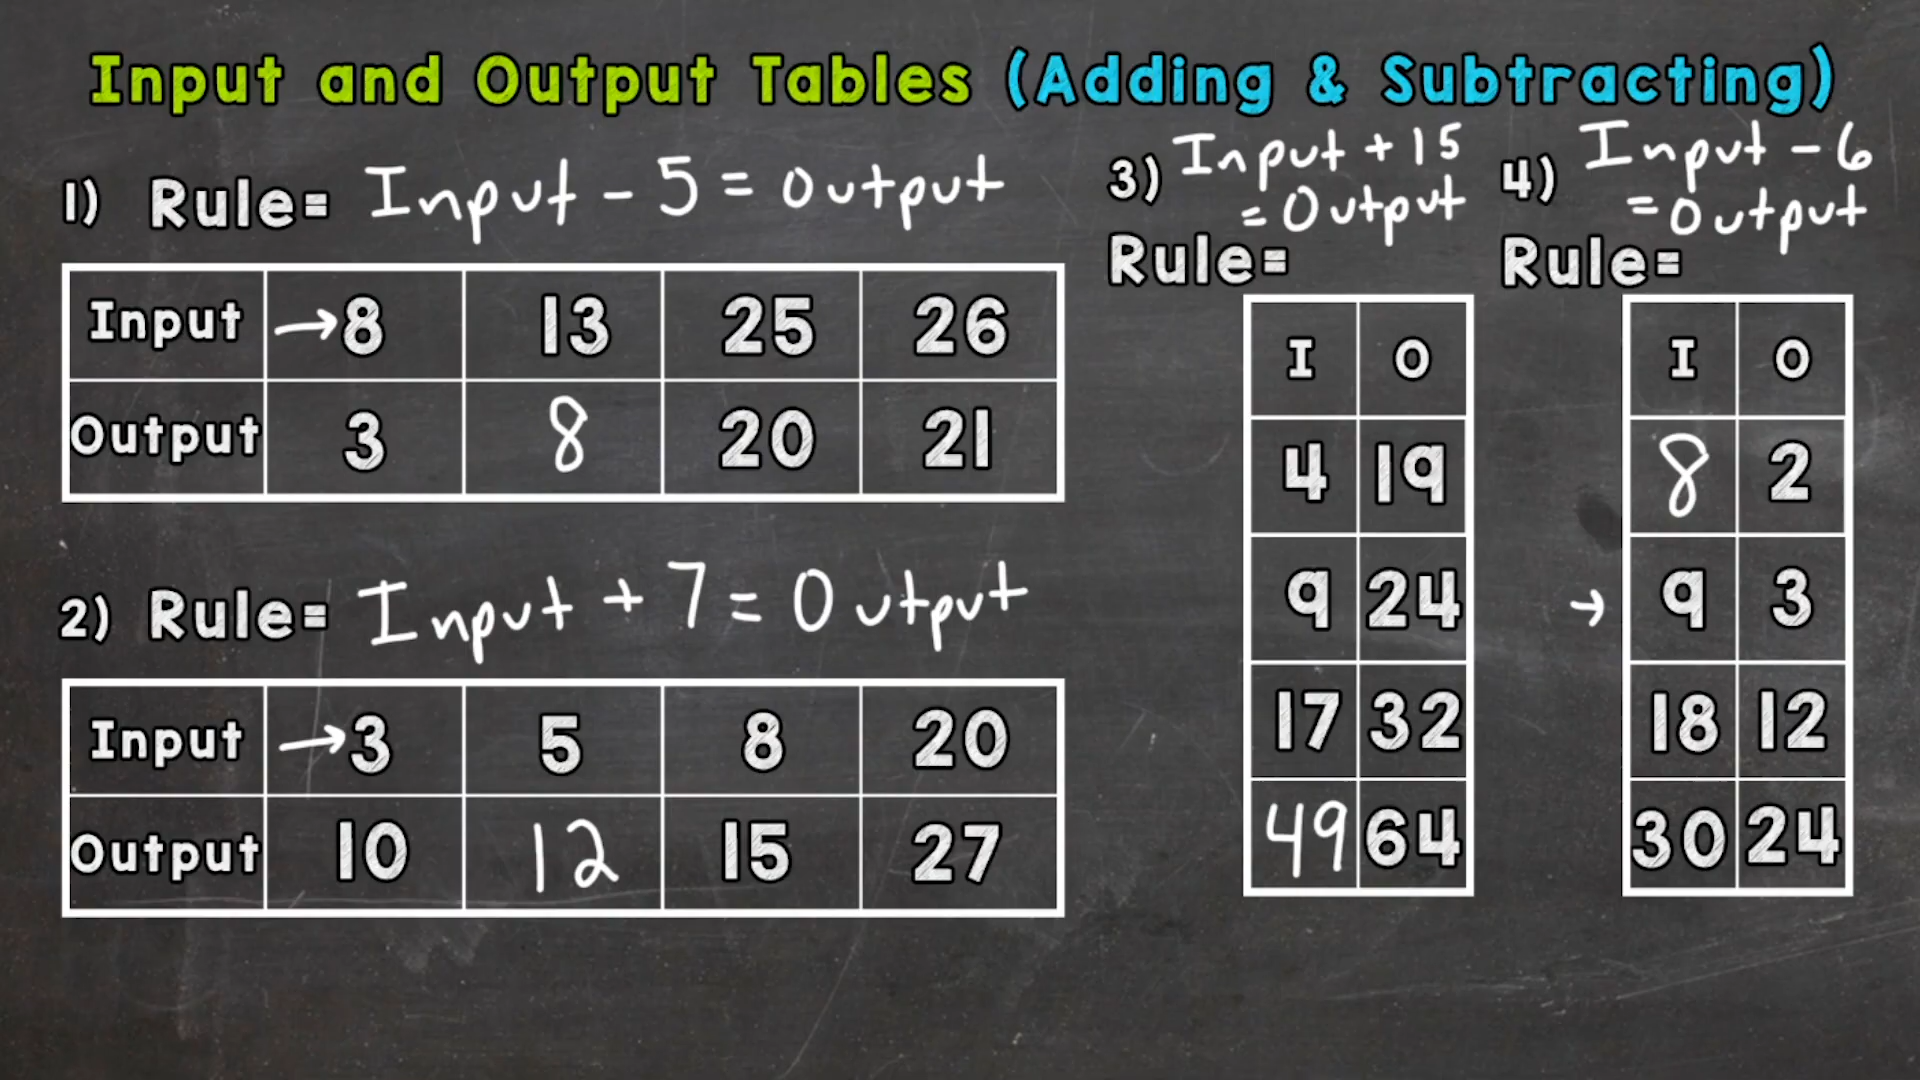 Input and Output Tables (Adding & Subtracting)
1) Rule= Input - 5 = Output
Input →8 13 25 26
Output 3 8 20 21
2) Rule= Input + 7 = Output
Input →3 5 8 20
Output 10 12 15 27
3) Input + 15
= Output
Rule=
I O
4 19
9 24
17 32
49 64
4) Input - 6
= Output
Rule=
I O
8 2
→ 9 3
18 12
30 24